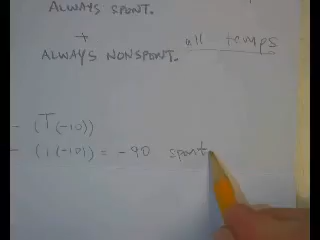 ALWAYS SPONT.
+
ALWAYS NONSPONT. all temps
- (T(-10))
- (1(-10)) = -90 spont